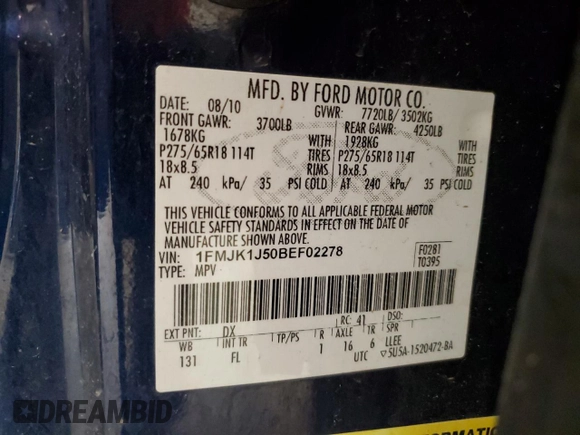 MFD. BY FORD MOTOR CO.
DATE: 08/10 GVWR: 7720LB/ 3502KG
FRONT GAWR: 3700LB REAR GAWR: 4250LB
1678KG WITH 1928KG WITH
P275/65R18 114T TIRES P275/65R18 114T TIRES
18x8.5 RIMS 18x8.5 RIMS
AT 240 kPa/ 35 PSI COLD AT 240 kPa/ 35 PSI COLD
THIS VEHICLE CONFORMS TO ALL APPLICABLE FEDERAL MOTOR
VEHICLE SAFETY STANDARDS IN EFFECT ON THE DATE OF
MANUFACTURE SHOWN ABOVE.
VIN: 1FMJK1J50BEF02278 F0281
TYPE: MPV T0395
EXT PNT: DX RC: 41 DSO:
WB INT TR TP/PS R AXLE TR SPR
131 FL 1 16 6 LLEE
UTC ▽5U5A-1520472-BA
DREAMBID
ORMATION